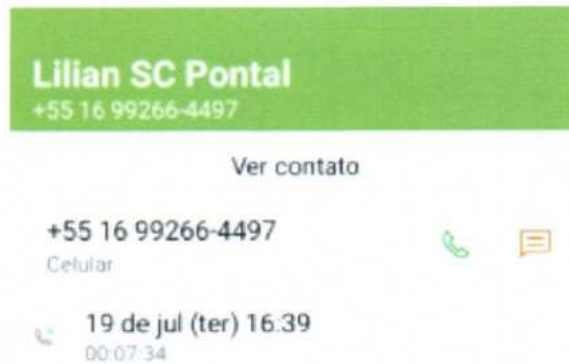 Lilian SC Pontal
+55 16 99266-4497
Ver contato
+55 16 99266-4497
Celular
19 de jul (ter) 16:39
00:07:34